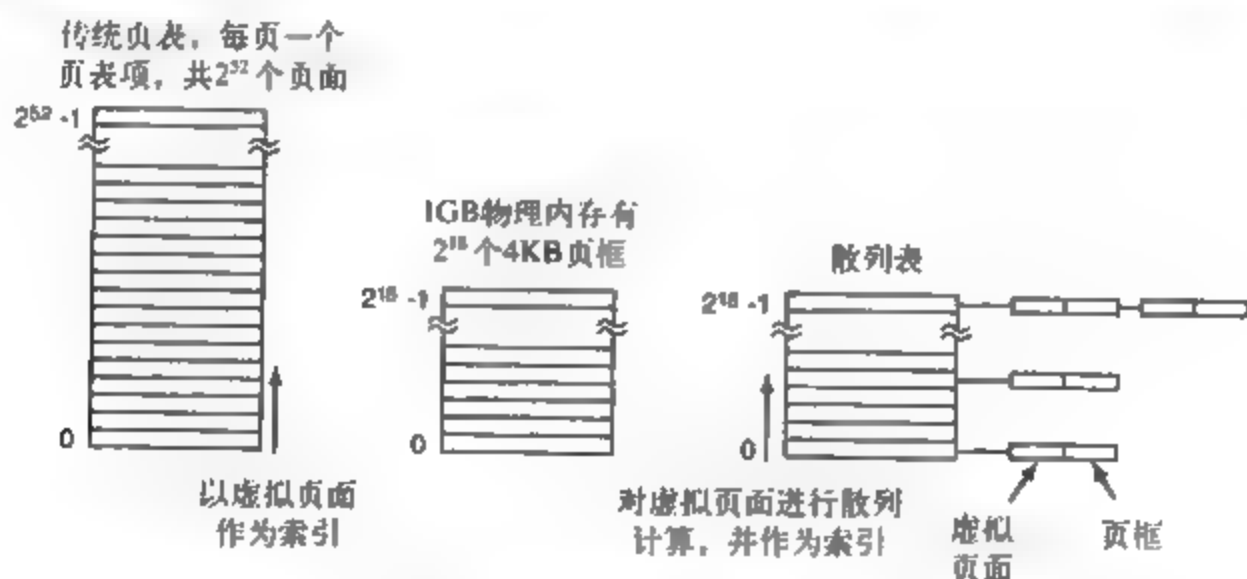 传统页表，每页一个
页表项，共2⁵²个页面
2⁵² -1
0
以虚拟页面
作为索引
1GB物理内存有
2¹⁸个4KB页框
2¹⁸ -1
0
散列表
2¹⁸ -1
0
对虚拟页面进行散列
计算，并作为索引
虚拟
页面
页框